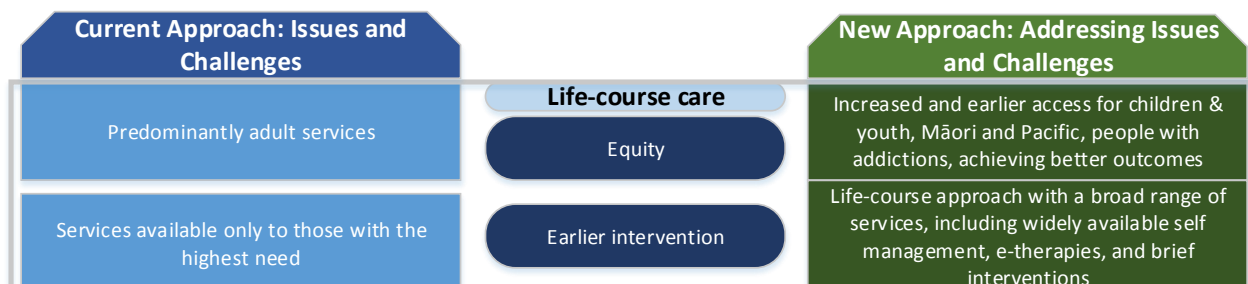 Current Approach: Issues and
Challenges
New Approach: Addressing Issues
and Challenges
Life-course care
Predominantly adult services
Equity
Increased and earlier access for children &
youth, Māori and Pacific, people with
addictions, achieving better outcomes
Services available only to those with the
highest need
Earlier intervention
Life-course approach with a broad range of
services, including widely available self
management, e-therapies, and brief
interventions